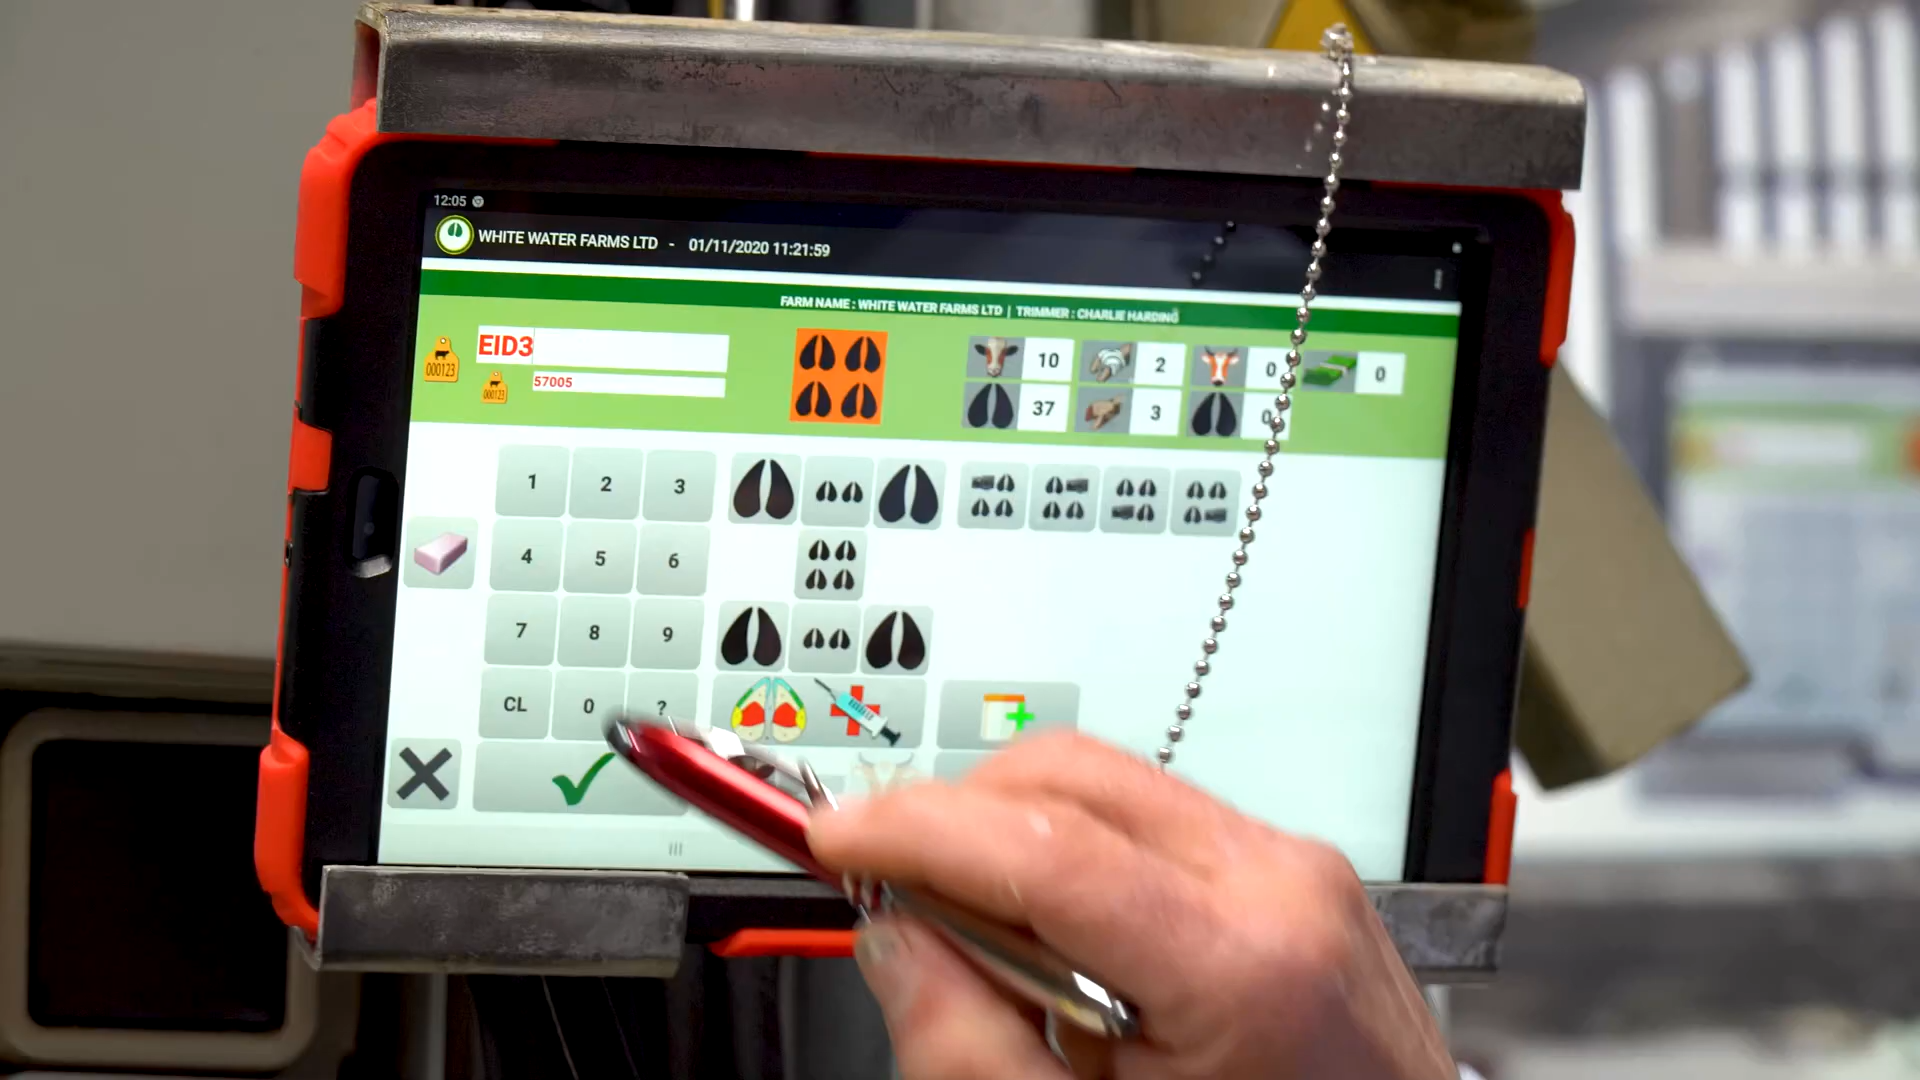 12:05
WHITE WATER FARMS LTD - 01/11/2020 11:21:59
FARM NAME : WHITE WATER FARMS LTD | TRIMMER : CHARLIE HARDING
000123
EID3
000123
57005
10 2 0 0
37 3 0
1 2 3
4 5 6
7 8 9
CL 0 ?